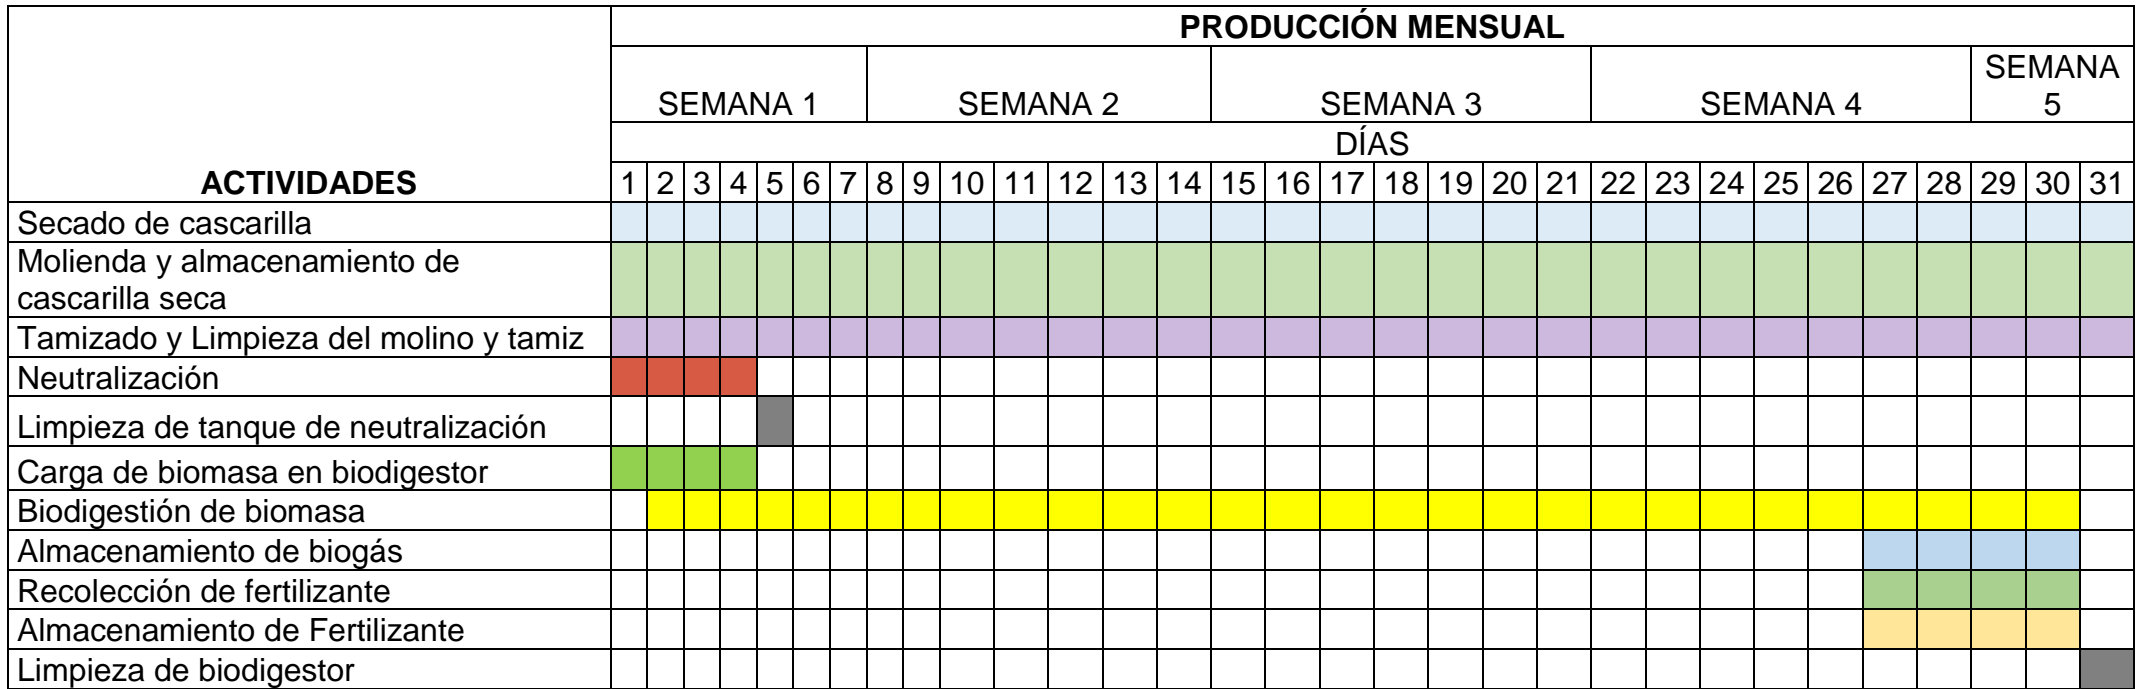 PRODUCCIÓN MENSUAL
SEMANA 1 SEMANA 2 SEMANA 3 SEMANA 4 SEMANA
5
DÍAS
ACTIVIDADES 1 2 3 4 5 6 7 8 9 10 11 12 13 14 15 16 17 18 19 20 21 22 23 24 25 26 27 28 29 30 31
Secado de cascarilla
Molienda y almacenamiento de
cascarilla seca
Tamizado y Limpieza del molino y tamiz
Neutralización
Limpieza de tanque de neutralización
Carga de biomasa en biodigestor
Biodigestión de biomasa
Almacenamiento de biogás
Recolección de fertilizante
Almacenamiento de Fertilizante
Limpieza de biodigestor